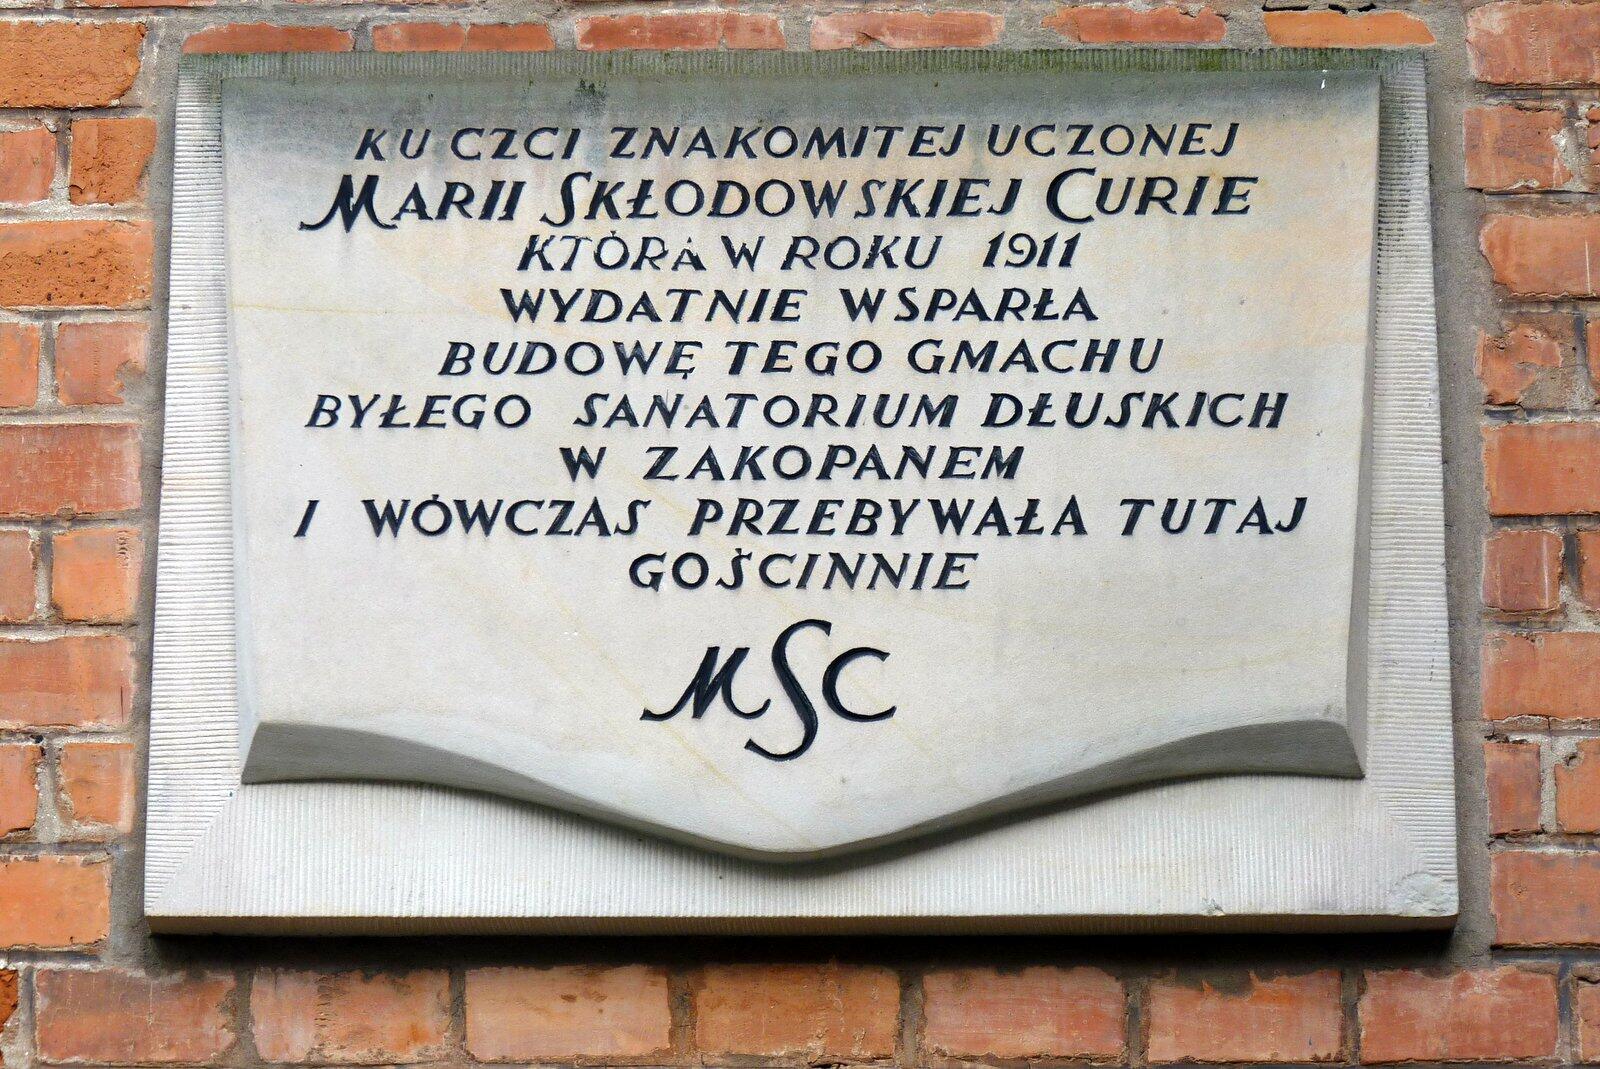 KU CZCI ZNAKOMITEJ UCZONEJ
MARII SKŁODOWSKIEJ CURIE
KTÓRA W ROKU 1911
WYDATNIE WSPARŁA
BUDOWĘ TEGO GMACHU
BYŁEGO SANATORIUM DŁUSKICH
W ZAKOPANEM
I WÓWCZAS PRZEBYWAŁA TUTAJ
GOŚCINNIE
MSC